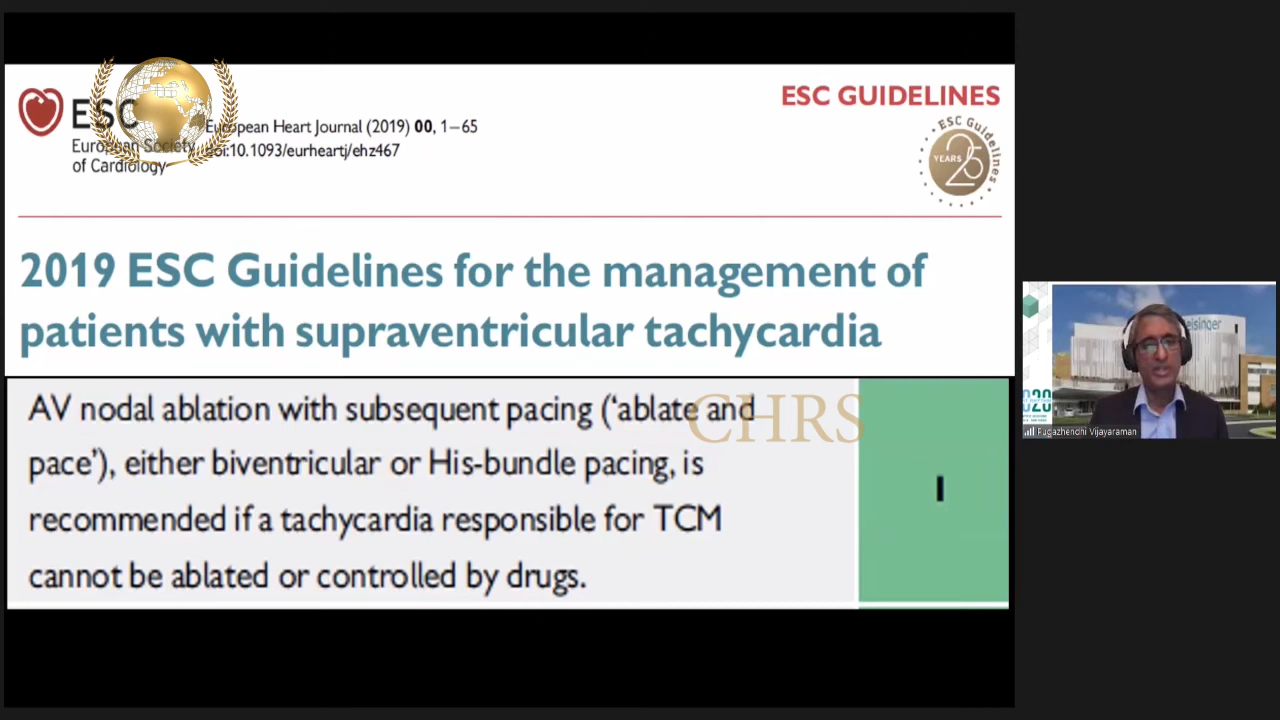 ESC
European Society
of Cardiology
European Heart Journal (2019) 00, 1–65
doi:10.1093/eurheartj/ehz467
ESC GUIDELINES
ESC Guidelines
YEARS 25
2019 ESC Guidelines for the management of
patients with supraventricular tachycardia
AV nodal ablation with subsequent pacing (‘ablate and
pace’), either biventricular or His-bundle pacing, is
recommended if a tachycardia responsible for TCM
cannot be ablated or controlled by drugs.
I
CHRS
eisinger
020
Pugazhendhi Vijayaraman